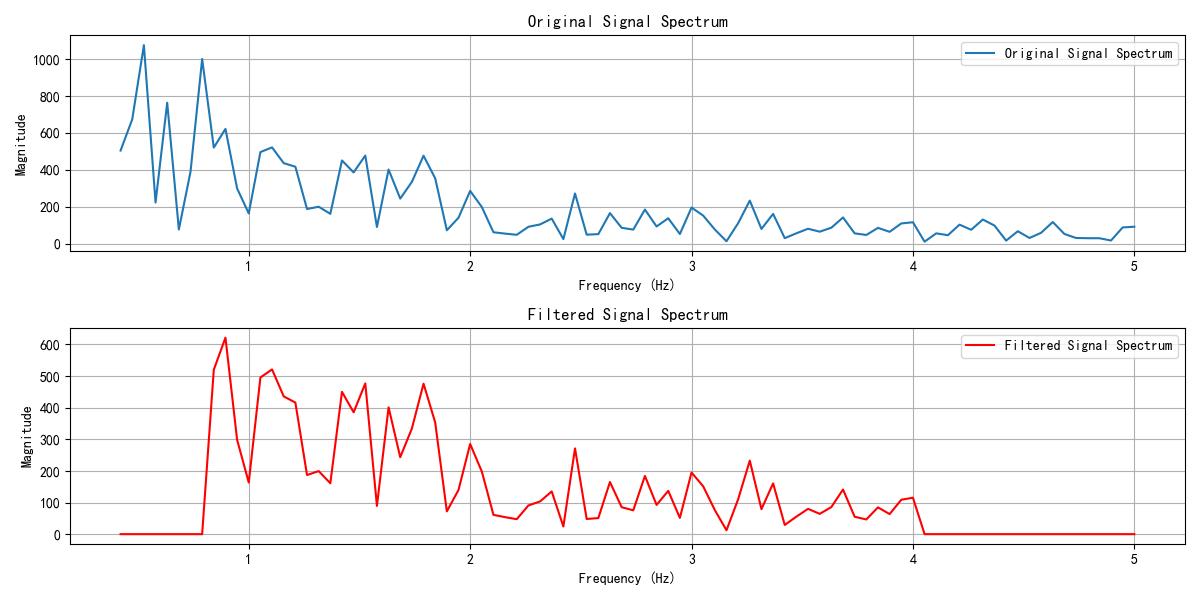 Original Signal Spectrum
Original Signal Spectrum
Magnitude
1000
800
600
400
200
0
1 2 3 4 5
Frequency (Hz)
Filtered Signal Spectrum
Filtered Signal Spectrum
Magnitude
600
500
400
300
200
100
0
1 2 3 4 5
Frequency (Hz)